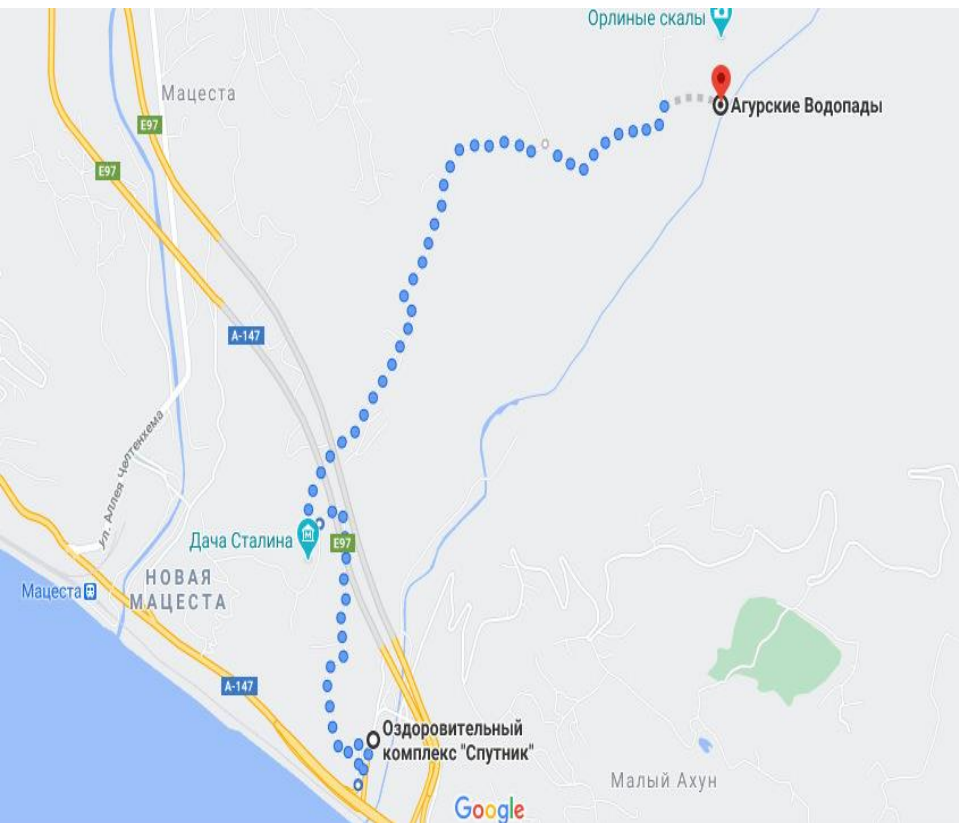 Орлиные скалы
Агурские Водопады
Мацеста
E97
E97
A-147
Ул. Аллея Челтенхема
Дача Сталина
E97
Мацеста
НОВАЯ
МАЦЕСТА
A-147
Оздоровительный
комплекс "Спутник"
Малый Ахун
Google